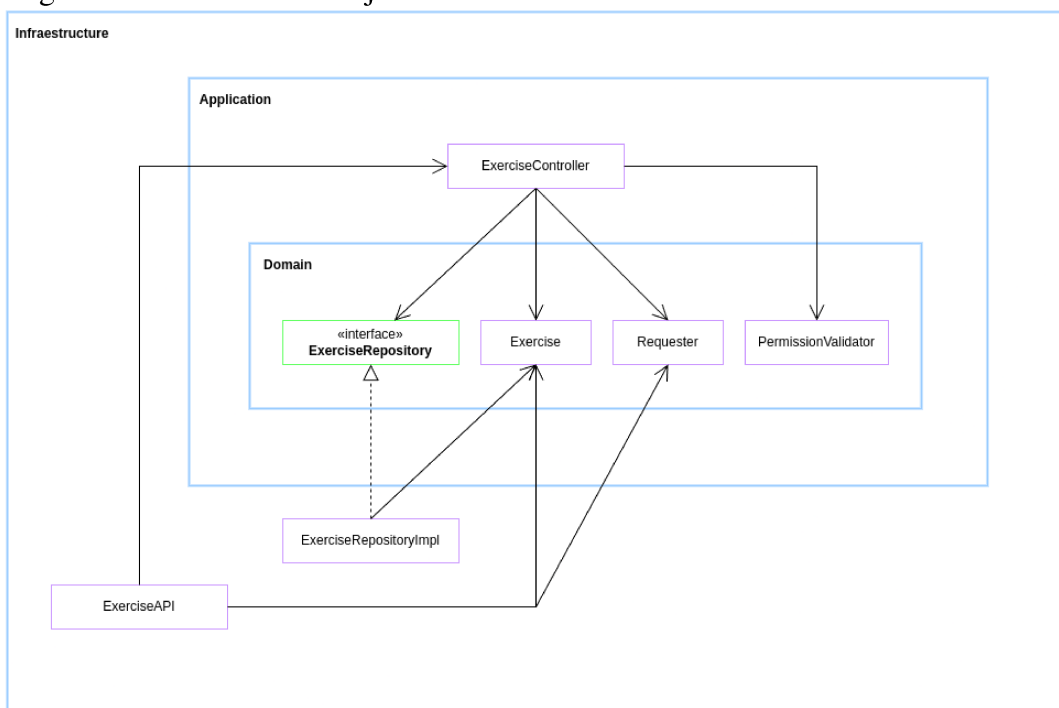 Infraestructure
Application
ExerciseController
Domain
«interface»
ExerciseRepository
Exercise
Requester
PermissionValidator
ExerciseRepositoryImpl
ExerciseAPI